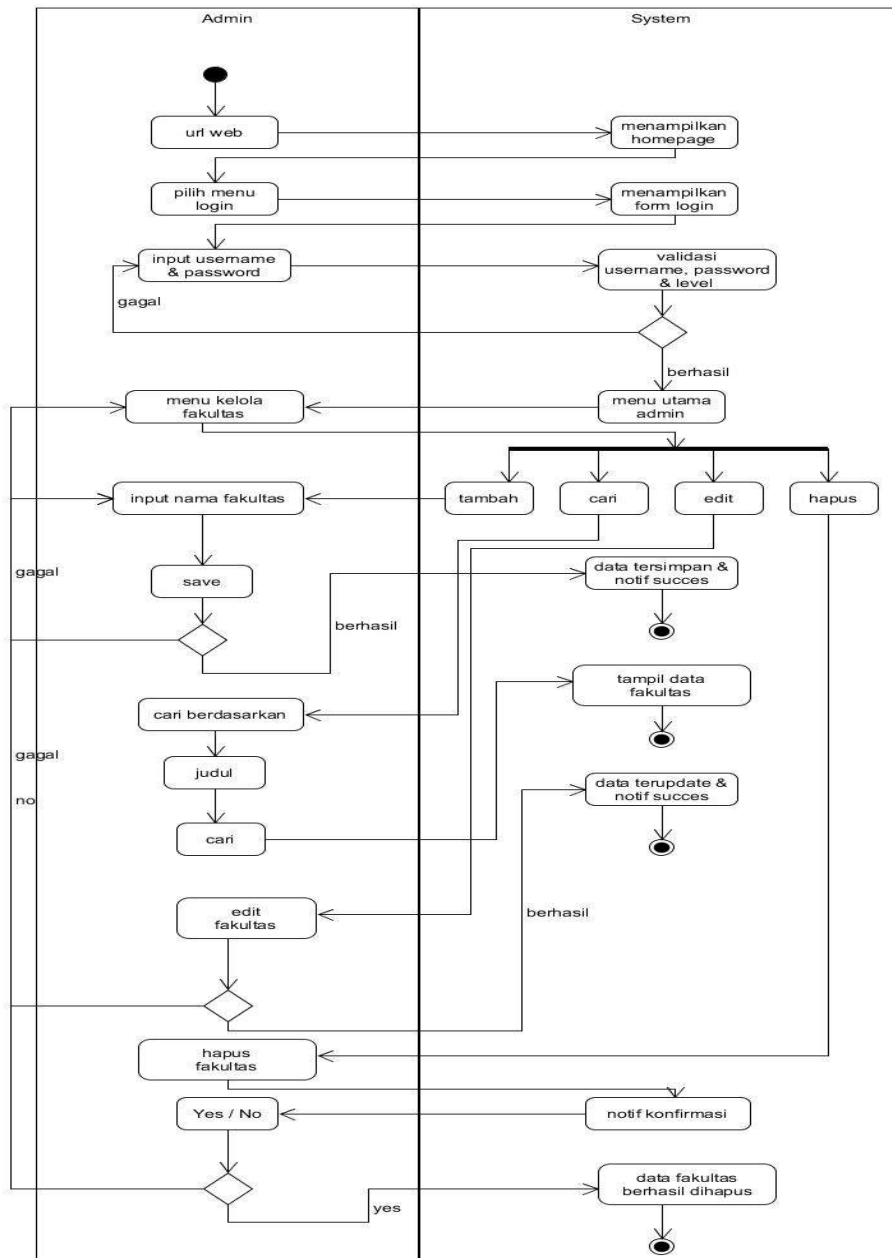 Admin
System
url web
menampilkan
homepage
pilih menu
login
menampilkan
form login
input username
& password
validasi
username, password
& level
gagal
berhasil
menu kelola
fakultas
menu utama
admin
input nama fakultas
tambah
cari
edit
hapus
gagal
save
data tersimpan &
notif succes
berhasil
tampil data
fakultas
cari berdasarkan
gagal
judul
data terupdate &
notif succes
no
cari
edit
fakultas
berhasil
hapus
fakultas
Yes / No
notif konfirmasi
data fakultas
berhasil dihapus
yes